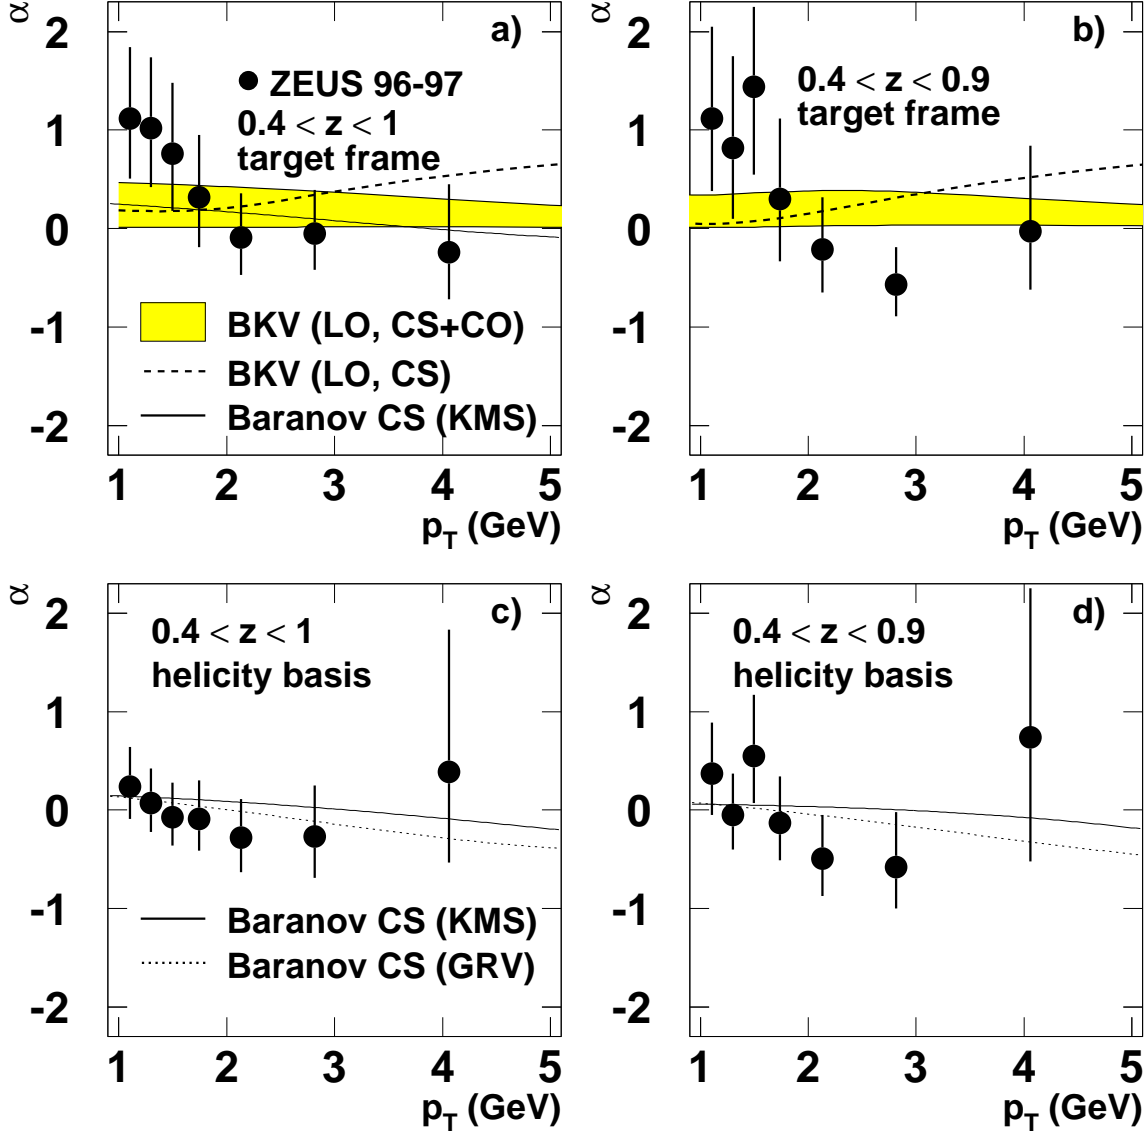 α
a)
2
1
0
-1
-2
ZEUS 96-97
0.4 < z < 1
target frame
BKV (LO, CS+CO)
BKV (LO, CS)
Baranov CS (KMS)
1 2 3 4 5
p_T (GeV)
α
b)
2
1
0
-1
-2
0.4 < z < 0.9
target frame
1 2 3 4 5
p_T (GeV)
α
c)
2
1
0
-1
-2
0.4 < z < 1
helicity basis
Baranov CS (KMS)
Baranov CS (GRV)
1 2 3 4 5
p_T (GeV)
α
d)
2
1
0
-1
-2
0.4 < z < 0.9
helicity basis
1 2 3 4 5
p_T (GeV)